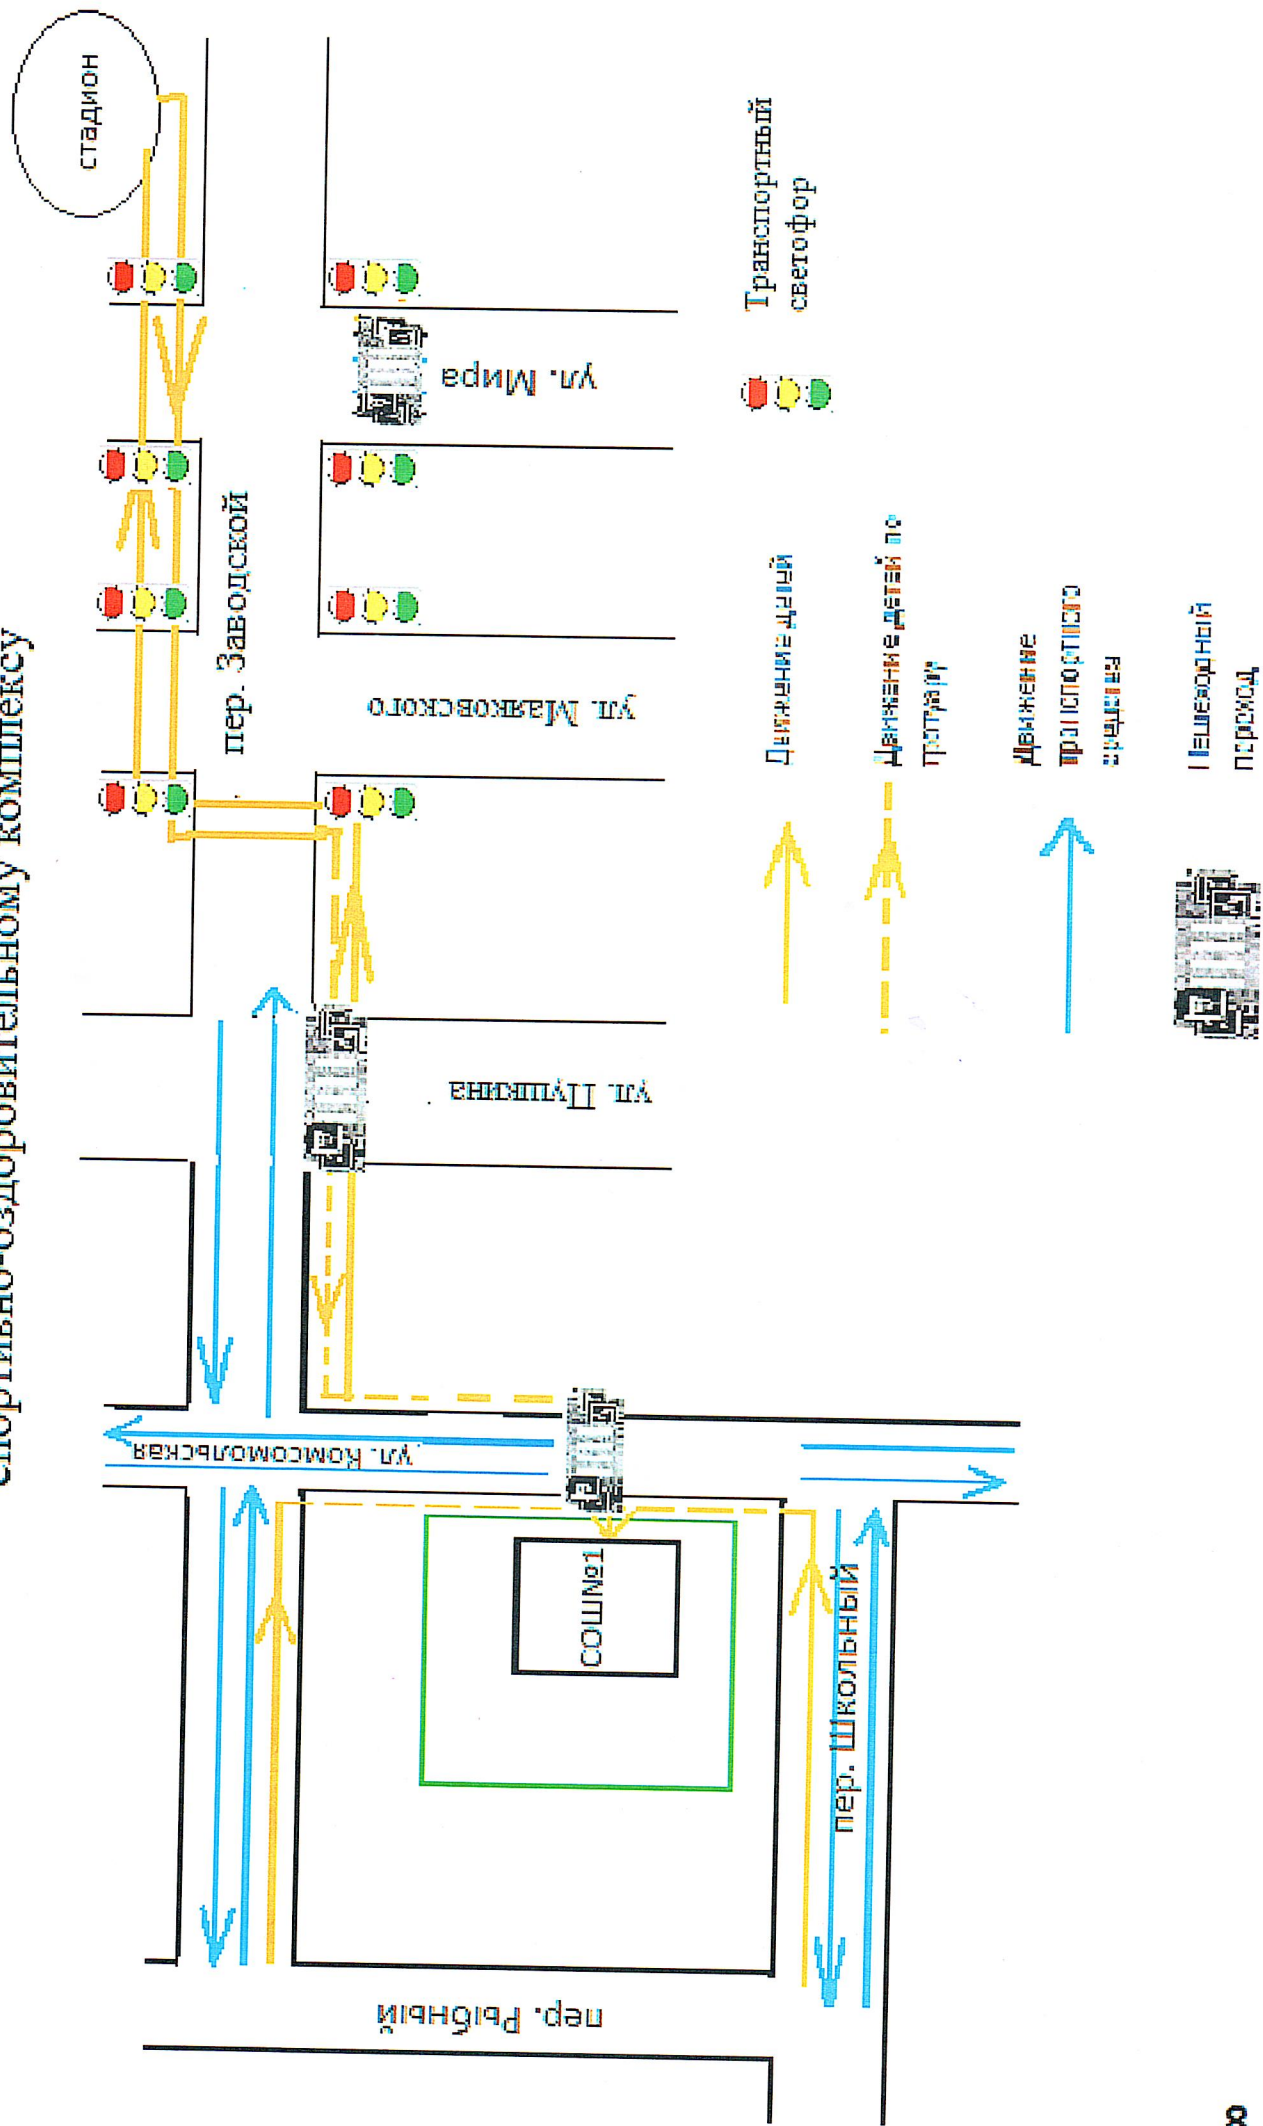 спортивно-оздоровительному комплексу
стадион
пер. Заводской
ул. Мира
ул. Маяковского
ул. Пушкина
ул. Комсомольская
СОШ№1
пер. Школьный
пер. Рыбный
Транспортный
светофор
Движение детей
Движение детей по
тротуару
Движение
транспортного
Пешеходный
переход
8